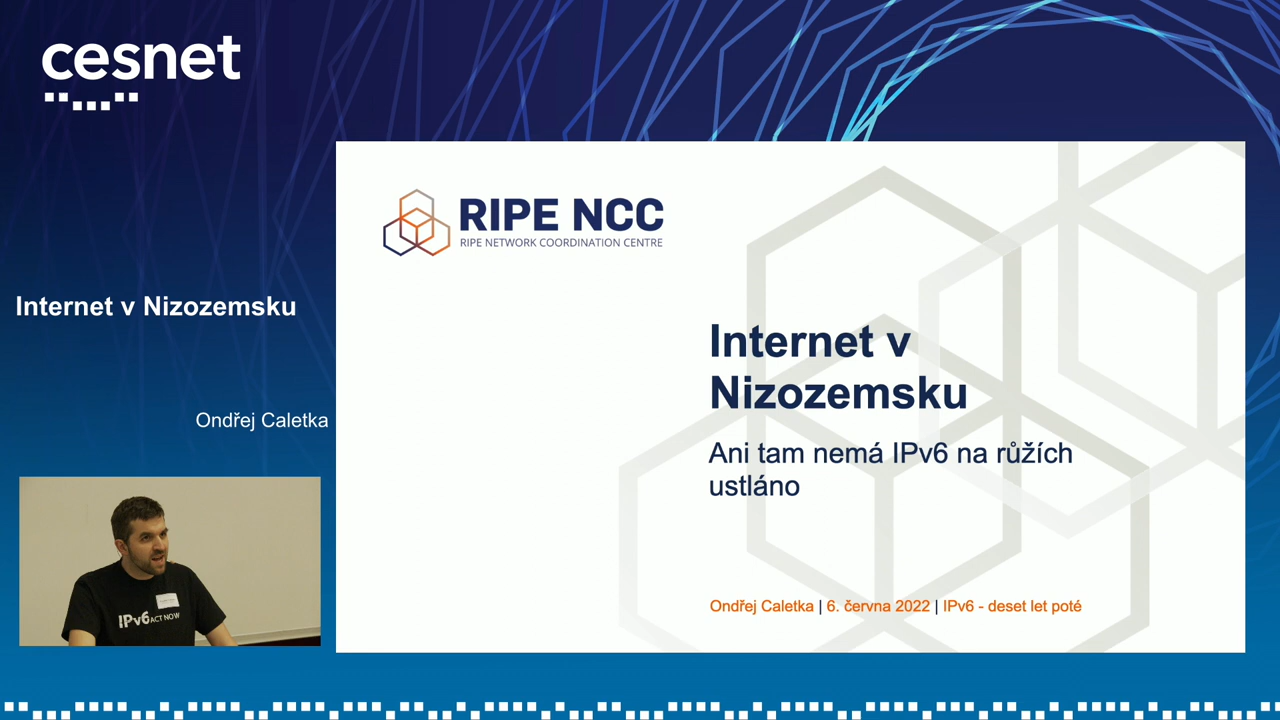 cesnet
RIPE NCC
RIPE NETWORK COORDINATION CENTRE
Internet v Nizozemsku
Ondřej Caletka
Internet v
Nizozemsku
Ani tam nemá IPv6 na růžích
ustláno
Ondřej Caletka | 6. června 2022 | IPv6 - deset let poté
IPv6 ACT NOW